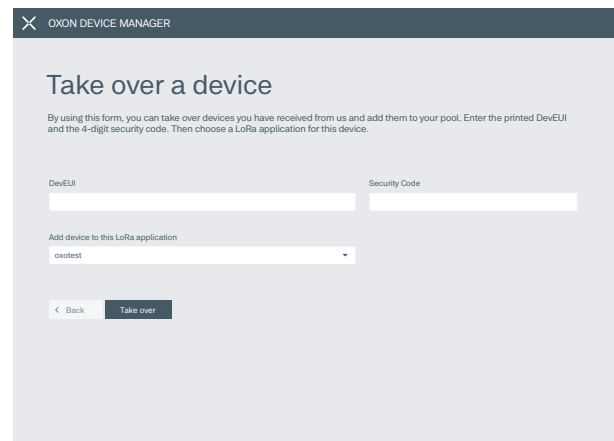 OXON DEVICE MANAGER
Take over a device
By using this form, you can take over devices you have received from us and add them to your pool. Enter the printed DevEUI
and the 4-digit security code. Then choose a LoRa application for this device.
DevEUI
Security Code
Add device to this LoRa application
oxotest
Back
Take over